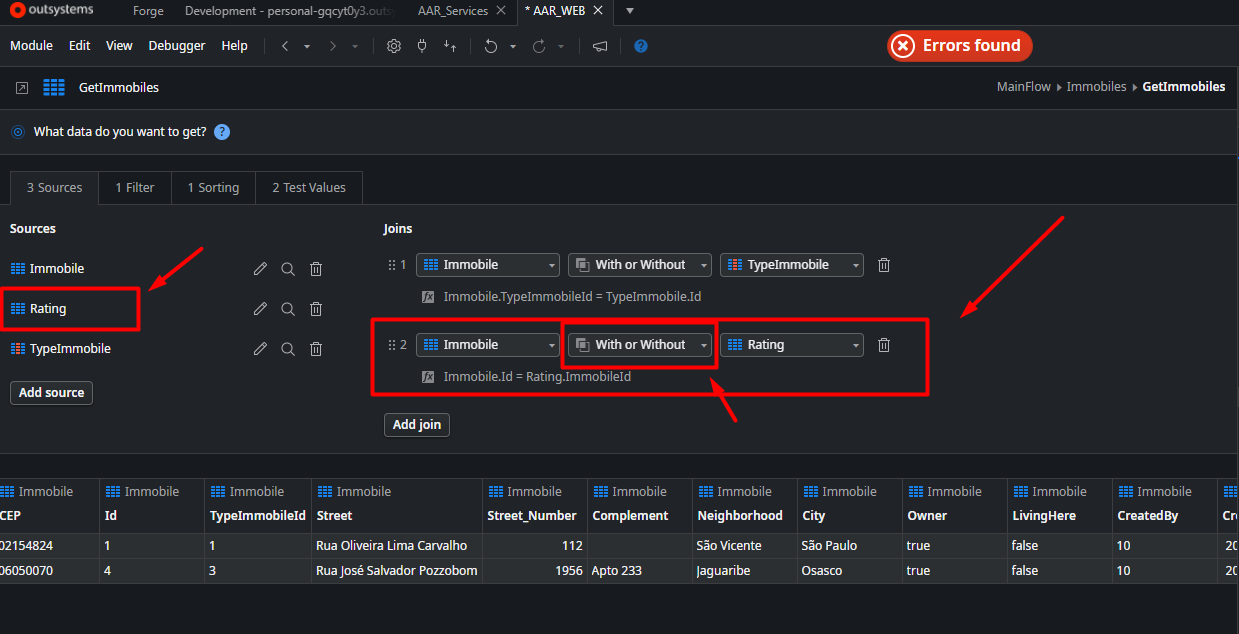 outsystems Forge Development - personal-gqcyt0y3.outsy AAR_Services * AAR_WEB
Module Edit View Debugger Help Errors found
GetImmobiles MainFlow Immobiles GetImmobiles
What data do you want to get? ?
3 Sources 1 Filter 1 Sorting 2 Test Values
Sources Joins
Immobile 1 Immobile With or Without TypeImmobile
fx Immobile.TypeImmobileId = TypeImmobile.Id
Rating
TypeImmobile 2 Immobile With or Without Rating
fx Immobile.Id = Rating.ImmobileId
Add source
Add join
Immobile Immobile Immobile Immobile Immobile Immobile Immobile Immobile Immobile Immobile Immobile
CEP Id TypeImmobileId Street Street_Number Complement Neighborhood City Owner LivingHere CreatedBy Cr
02154824 1 1 Rua Oliveira Lima Carvalho 112 São Vicente São Paulo true false 10 20
06050070 4 3 Rua José Salvador Pozzobom 1956 Apto 233 Jaguaribe Osasco true false 10 20